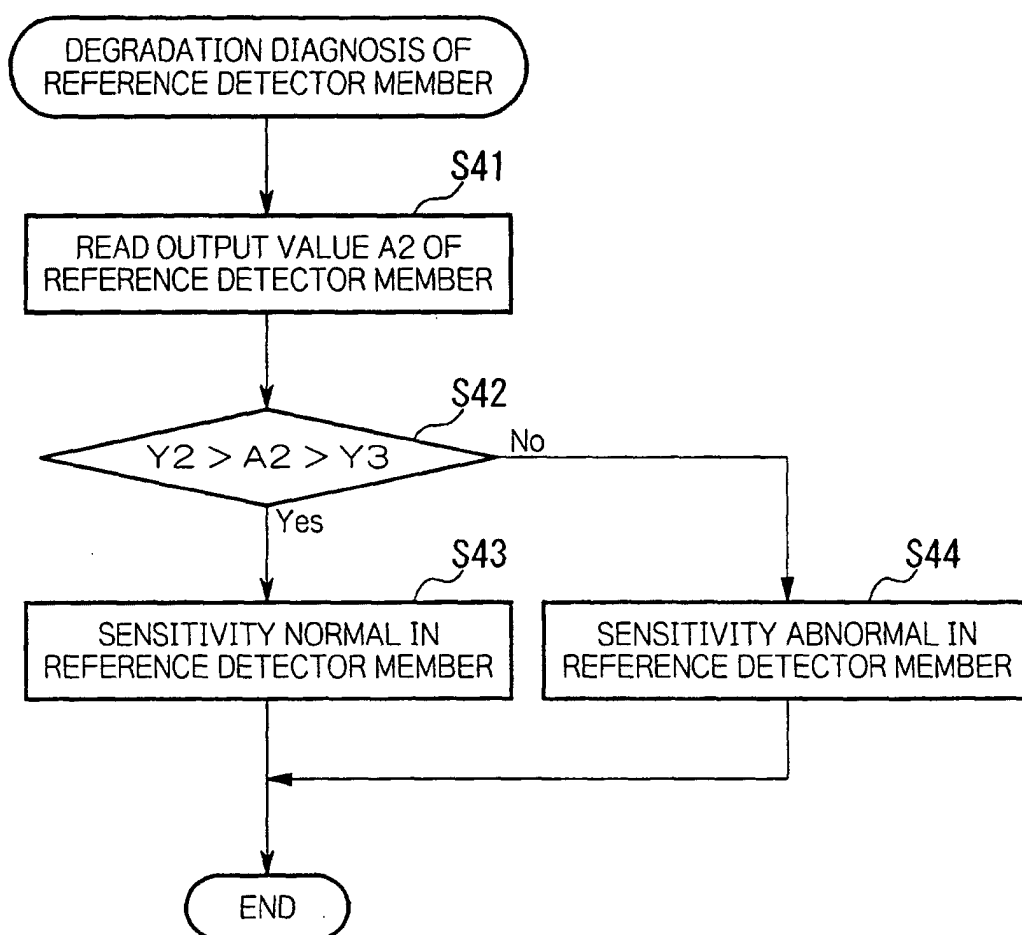 DEGRADATION DIAGNOSIS OF
REFERENCE DETECTOR MEMBER
S41
READ OUTPUT VALUE A2 OF
REFERENCE DETECTOR MEMBER
S42
Y2 > A2 > Y3
No
Yes
S43
SENSITIVITY NORMAL IN
REFERENCE DETECTOR MEMBER
S44
SENSITIVITY ABNORMAL IN
REFERENCE DETECTOR MEMBER
END